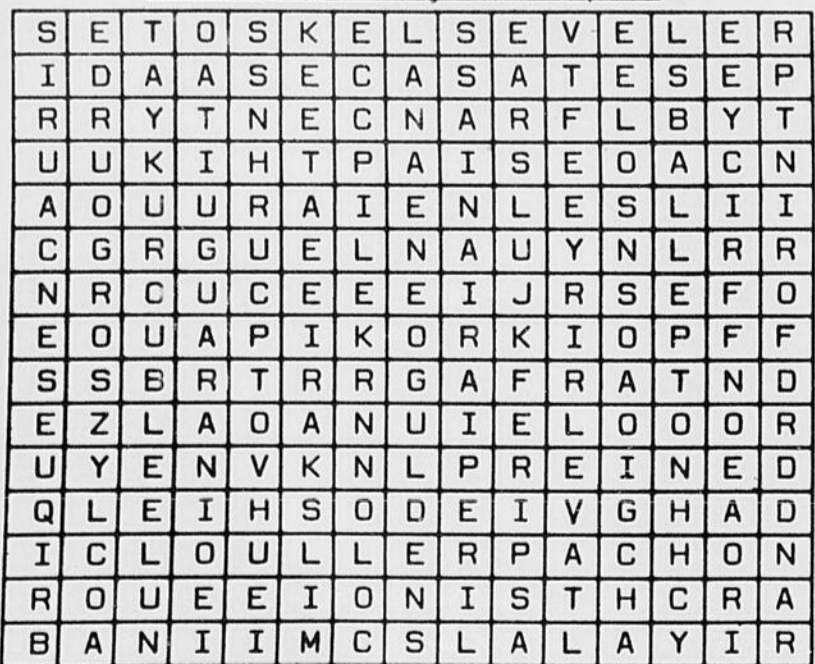 S E T O S K E L S E V E L E R
I D A A S E C A S A T E S E P
R R Y T N E C N A R F L B Y T
U U K I H T P A I S E O A C N
A O U U R A I E N L E S L I I
C G R G U E L N A U Y N L R R
N R C U C E E E I J R S E F O
E O U A P I K O R K I O P F F
S S B R T R R G A F R A T N D
E Z L A O A N U I E L O O O R
U Y E N V K N L P R E I N E D
Q L E I H S O D E I V G H A D
I C L O U L L E R P A C H O N
R O U E E I O N I S T H C R A
B A N I I M C S L A L A Y I R